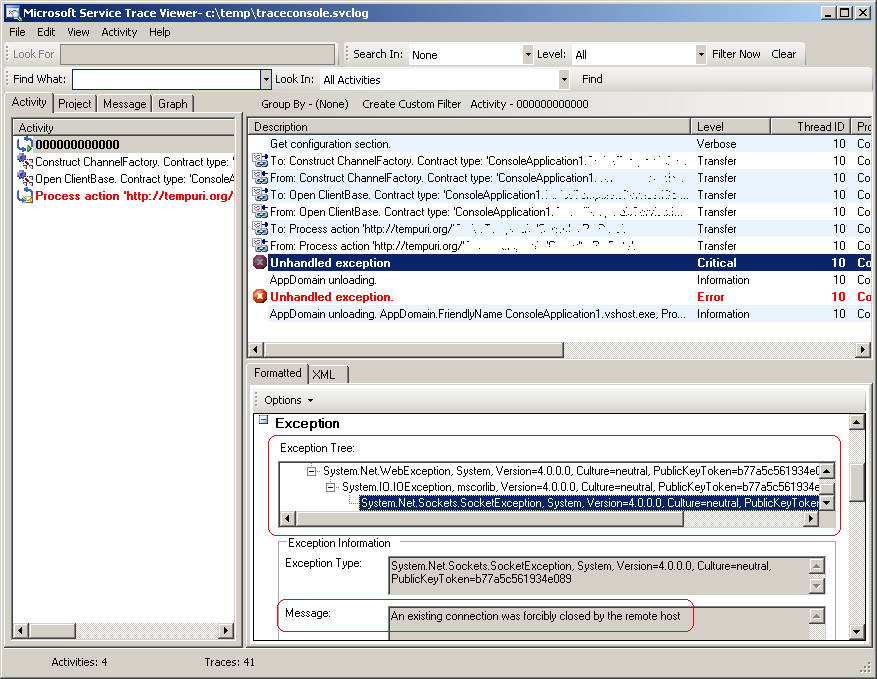 Microsoft Service Trace Viewer- c:\temp\traceconsole.svclog
File Edit View Activity Help
Look For Search In: None Level: All Filter Now Clear
Find What: Look In: All Activities Find
Activity Project Message Graph
Group By - (None) Create Custom Filter Activity - 000000000000
Activity
000000000000
Construct ChannelFactory. Contract type: '
Open ClientBase. Contract type: 'ConsoleA
Process action 'http://tempuri.org/
Description Level Thread ID Pro
Get configuration section. Verbose 10 Co
To: Construct ChannelFactory. Contract type: 'ConsoleApplication1. Transfer 10 Co
From: Construct ChannelFactory. Contract type: 'ConsoleApplication1. Transfer 10 Co
To: Open ClientBase. Contract type: 'ConsoleApplication1. Transfer 10 Co
From: Open ClientBase. Contract type: 'ConsoleApplication1. Transfer 10 Co
To: Process action 'http://tempuri.org/ Transfer 10 Co
From: Process action 'http://tempuri.org/ Transfer 10 Co
Unhandled exception Critical 10 Co
AppDomain unloading. Information 10 Co
Unhandled exception. Error 10 Co
AppDomain unloading. AppDomain.FriendlyName ConsoleApplication1.vshost.exe, Pro... Information 10 Co
Formatted XML
Options
Exception
Exception Tree:
System.Net.WebException, System, Version=4.0.0.0, Culture=neutral, PublicKeyToken=b77a5c561934e0
System.IO.IOException, mscorlib, Version=4.0.0.0, Culture=neutral, PublicKeyToken=b77a5c561934e
System.Net.Sockets.SocketException, System, Version=4.0.0.0, Culture=neutral, PublicKeyToken
Exception Information
Exception Type: System.Net.Sockets.SocketException, System, Version=4.0.0.0, Culture=neutral,
PublicKeyToken=b77a5c561934e089
Message: An existing connection was forcibly closed by the remote host
Activities: 4 Traces: 41